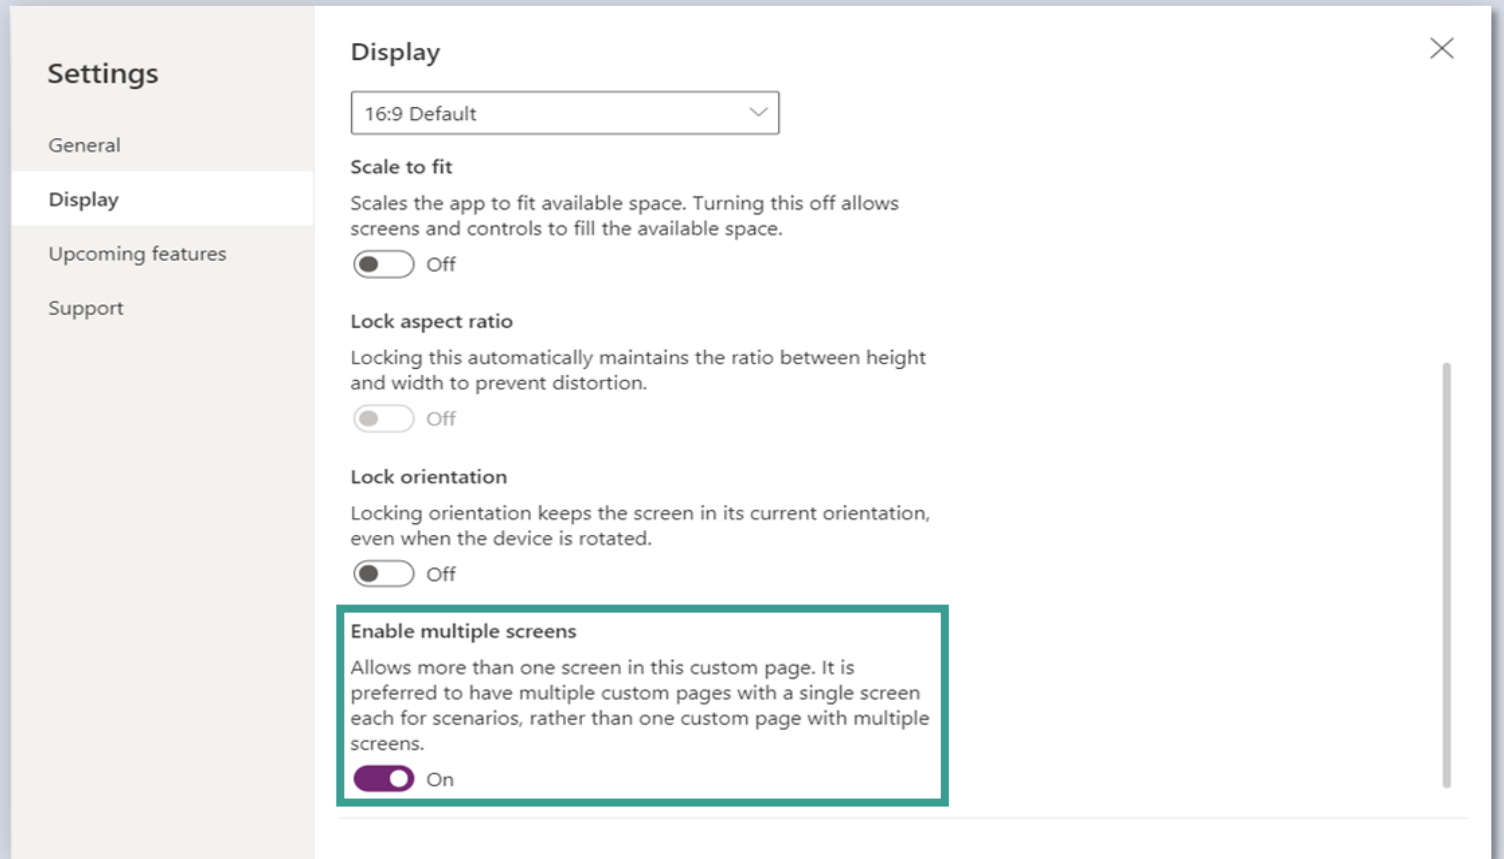 Settings
General
Display
Upcoming features
Support
Display
16:9 Default
Scale to fit
Scales the app to fit available space. Turning this off allows
screens and controls to fill the available space.
Off
Lock aspect ratio
Locking this automatically maintains the ratio between height
and width to prevent distortion.
Off
Lock orientation
Locking orientation keeps the screen in its current orientation,
even when the device is rotated.
Off
Enable multiple screens
Allows more than one screen in this custom page. It is
preferred to have multiple custom pages with a single screen
each for scenarios, rather than one custom page with multiple
screens.
On